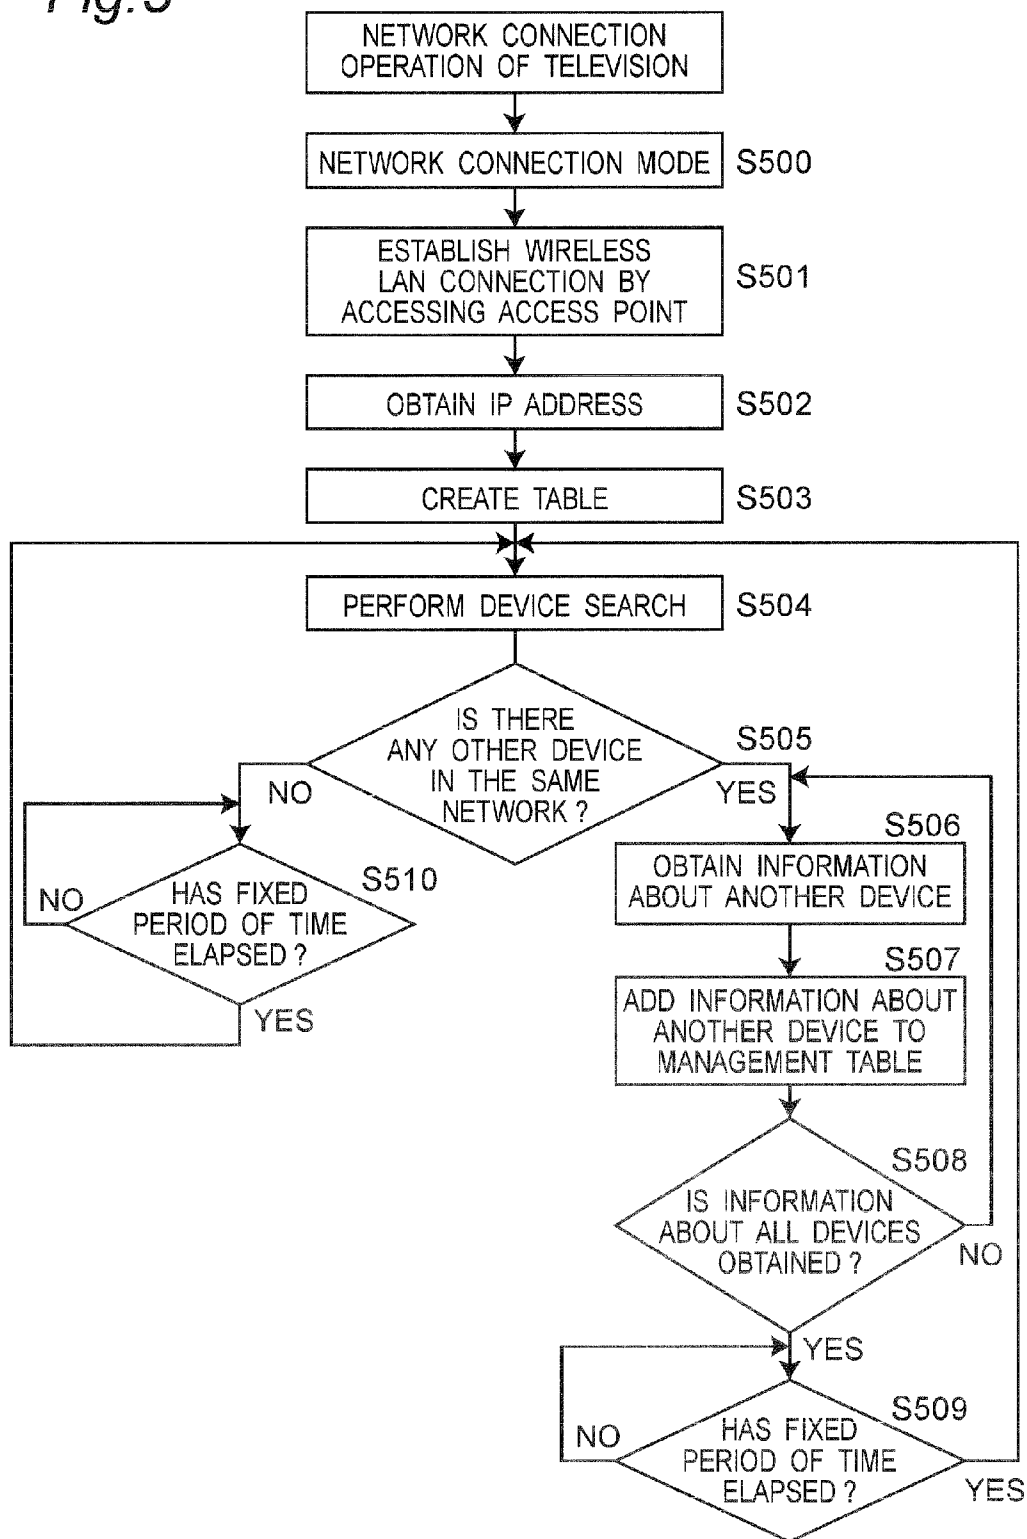 NETWORK CONNECTION
OPERATION OF TELEVISION
NETWORK CONNECTION MODE
S500
ESTABLISH WIRELESS
LAN CONNECTION BY
ACCESSING ACCESS POINT
S501
OBTAIN IP ADDRESS
S502
CREATE TABLE
S503
PERFORM DEVICE SEARCH
S504
IS THERE
ANY OTHER DEVICE
IN THE SAME
NETWORK?
S505
NO
YES
HAS FIXED
PERIOD OF TIME
ELAPSED?
S510
NO
YES
S506
OBTAIN INFORMATION
ABOUT ANOTHER DEVICE
S507
ADD INFORMATION ABOUT
ANOTHER DEVICE TO
MANAGEMENT TABLE
S508
IS INFORMATION
ABOUT ALL DEVICES
OBTAINED?
NO
YES
S509
HAS FIXED
PERIOD OF TIME
ELAPSED?
NO
YES